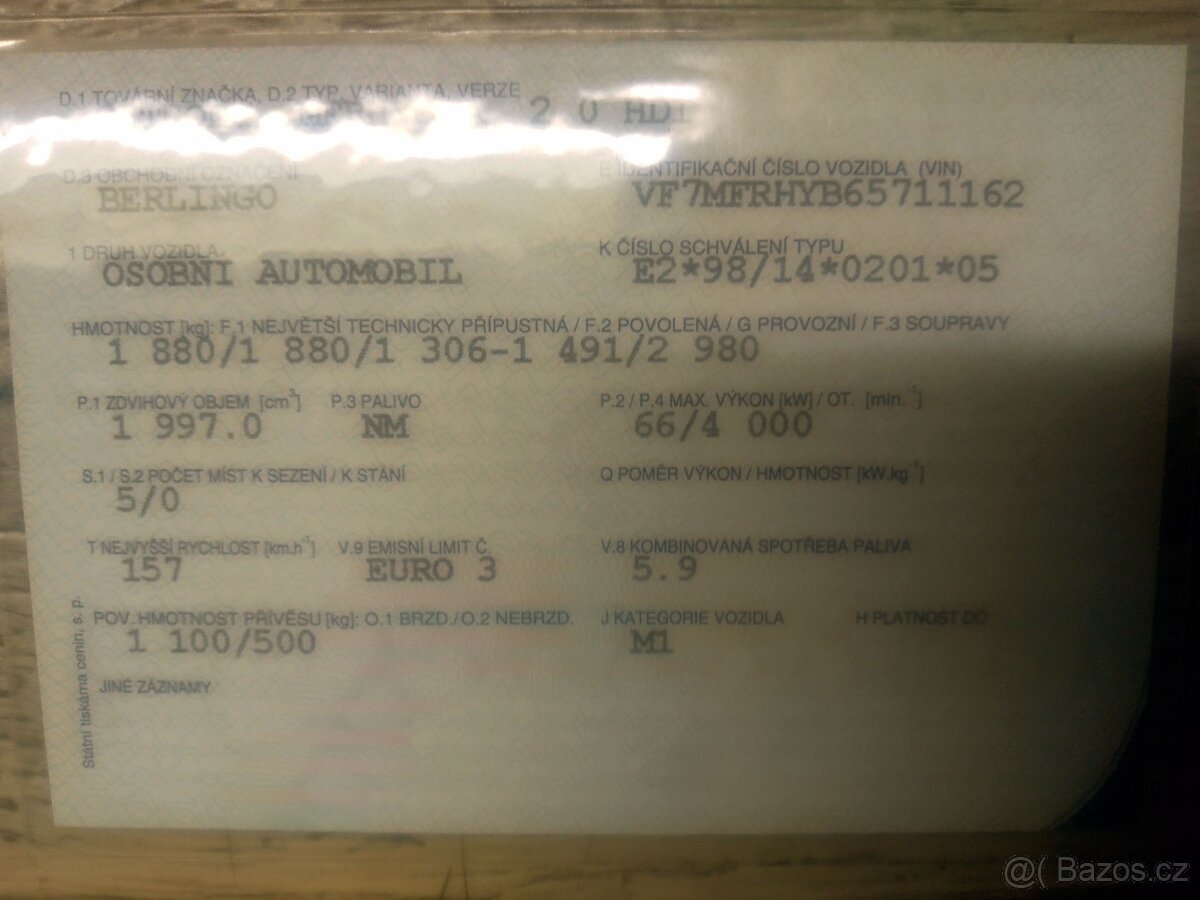 D.1 TOVÁRNÍ ZNAČKA, D.2 TYP, VARIANTA, VERZE
2.0 HDI
D.3 OBCHODNÍ OZNAČENÍ
BERLINGO
E IDENTIFIKAČNÍ ČÍSLO VOZIDLA (VIN)
VF7MFRHYB65711162
1 DRUH VOZIDLA
OSOBNÍ AUTOMOBIL
K ČÍSLO SCHVÁLENÍ TYPU
E2*98/14*0201*05
HMOTNOST [kg]: F.1 NEJVĚTŠÍ TECHNICKY PŘÍPUSTNÁ / F.2 POVOLENÁ / G PROVOZNÍ / F.3 SOUPRAVY
1 880/1 880/1 306-1 491/2 980
P.1 ZDVIHOVÝ OBJEM [cm³] P.3 PALIVO P.2 / P.4 MAX. VÝKON [kW] / OT. [min.⁻¹]
1 997.0 NM 66/4 000
S.1 / S.2 POČET MÍST K SEZENÍ / K STÁNÍ Q POMĚR VÝKON / HMOTNOST [kW.kg⁻¹]
5/0
T NEJVYŠŠÍ RYCHLOST [km.h⁻¹] V.9 EMISNÍ LIMIT Č. V.8 KOMBINOVANÁ SPOTŘEBA PALIVA
157 EURO 3 5.9
POV. HMOTNOST PŘÍVĚSU [kg]: O.1 BRZD./O.2 NEBRZD. J KATEGORIE VOZIDLA H PLATNOST DO
1 100/500 M1
JINÉ ZÁZNAMY
Státní tiskárna cenin, s. p.
@( Bazos.cz